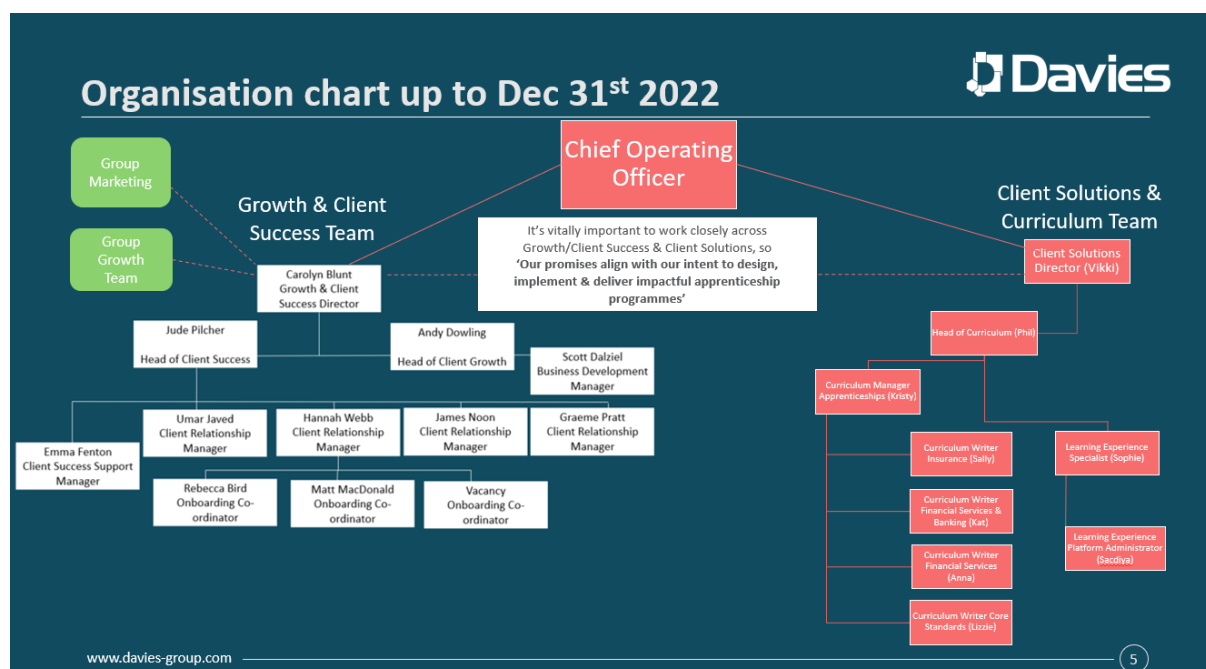 Organisation chart up to Dec 31st 2022
Davies
Group
Marketing
Group
Growth
Team
Growth & Client
Success Team
Chief Operating
Officer
Client Solutions &
Curriculum Team
It's vitally important to work closely across
Growth/Client Success & Client Solutions, so
'Our promises align with our intent to design,
implement & deliver impactful apprenticeship
programmes'
Carolyn Blunt
Growth & Client
Success Director
Client Solutions
Director (Vikki)
Jude Pilcher
Head of Client Success
Andy Dowling
Head of Client Growth
Scott Dalziel
Business Development
Manager
Emma Fenton
Client Success Support
Manager
Umar Javed
Client Relationship
Manager
Hannah Webb
Client Relationship
Manager
James Noon
Client Relationship
Manager
Graeme Pratt
Client Relationship
Manager
Rebecca Bird
Onboarding Co-
ordinator
Matt MacDonald
Onboarding Co-
ordinator
Vacancy
Onboarding Co-
ordinator
Head of Curriculum (Phil)
Curriculum Manager
Apprenticeships (Kristy)
Curriculum Writer
Insurance (Sally)
Curriculum Writer
Financial Services &
Banking (Kat)
Curriculum Writer
Financial Services
(Anna)
Curriculum Writer Core
Standards (Lizzie)
Learning Experience
Specialist (Sophie)
Learning Experience
Platform Administrator
(Sacdiya)
www.davies-group.com
5